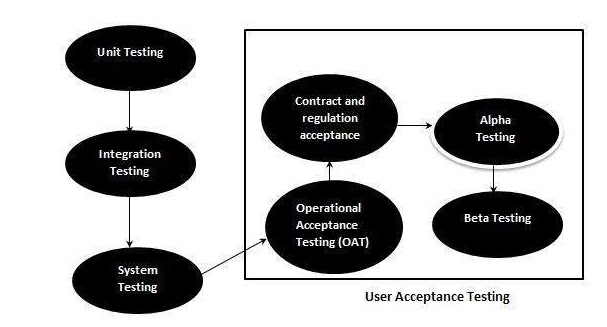 Unit Testing
Integration
Testing
System
Testing
Operational
Acceptance
Testing (OAT)
Contract and
regulation
acceptance
Alpha
Testing
Beta Testing
User Acceptance Testing